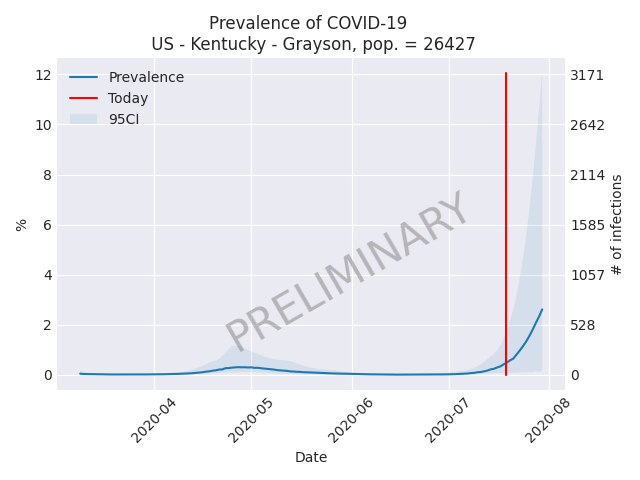 Prevalence of COVID-19
US - Kentucky - Grayson, pop. = 26427
Prevalence
Today
95CI
PRELIMINARY
12
10
8
6
4
2
0
%
3171
2642
2114
1585
1057
528
0
# of infections
2020-04
2020-05
2020-06
2020-07
2020-08
Date